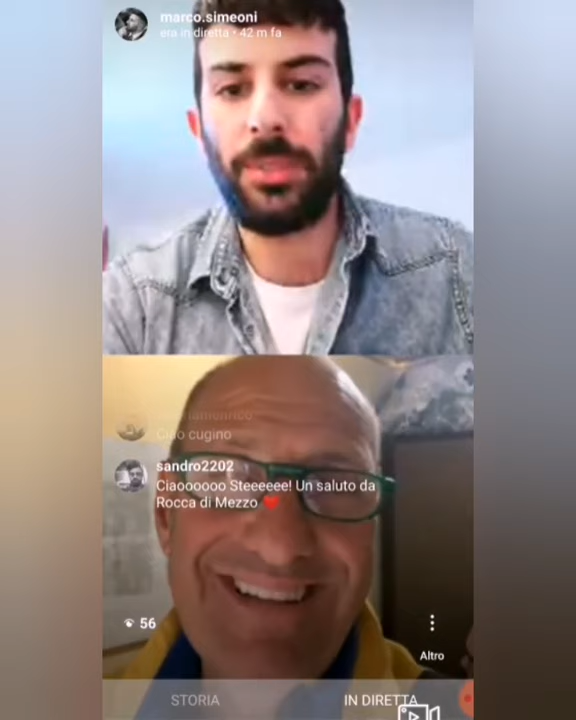 marco.simeoni
era in diretta • 42 m fa
Ciao cugino
sandro2202
Ciaoooooo Steeeeee! Un saluto da
Rocca di Mezzo ❤️
56
Altro
STORIA
IN DIRETTA